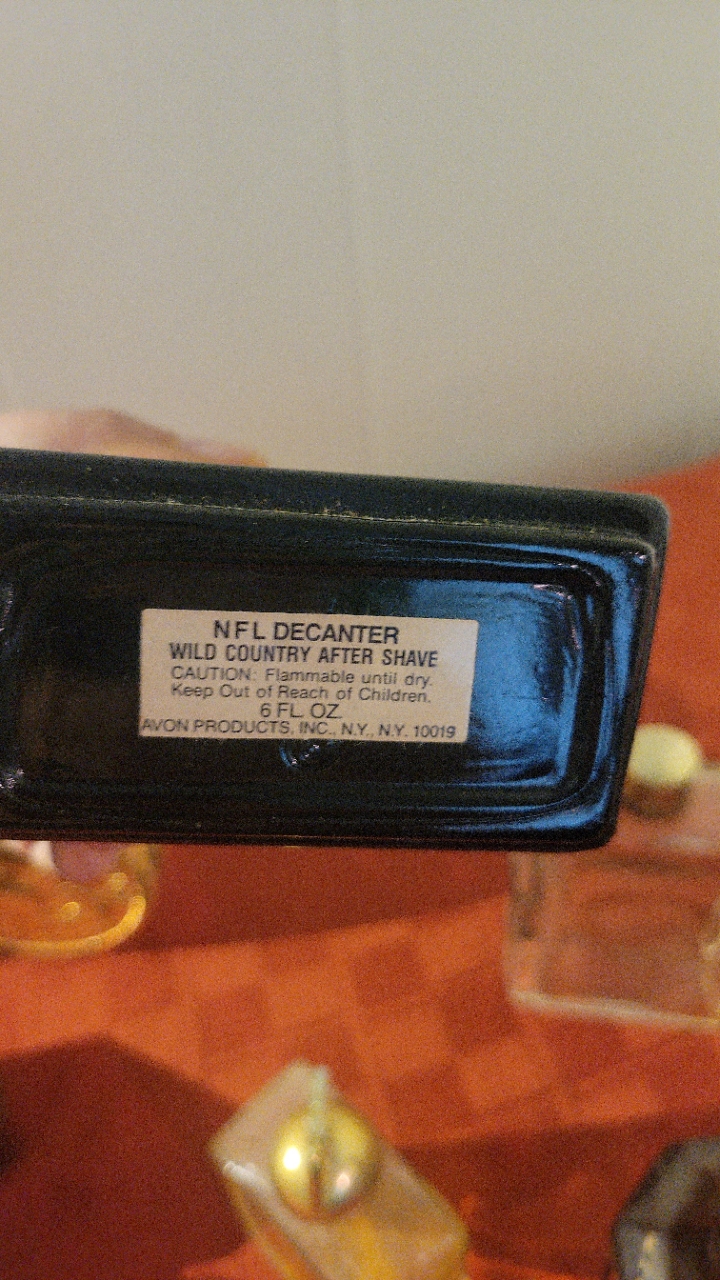 NFL DECANTER
WILD COUNTRY AFTER SHAVE
CAUTION: Flammable until dry.
Keep Out of Reach of Children.
6 FL. OZ.
AVON PRODUCTS, INC., N.Y., N.Y. 10019